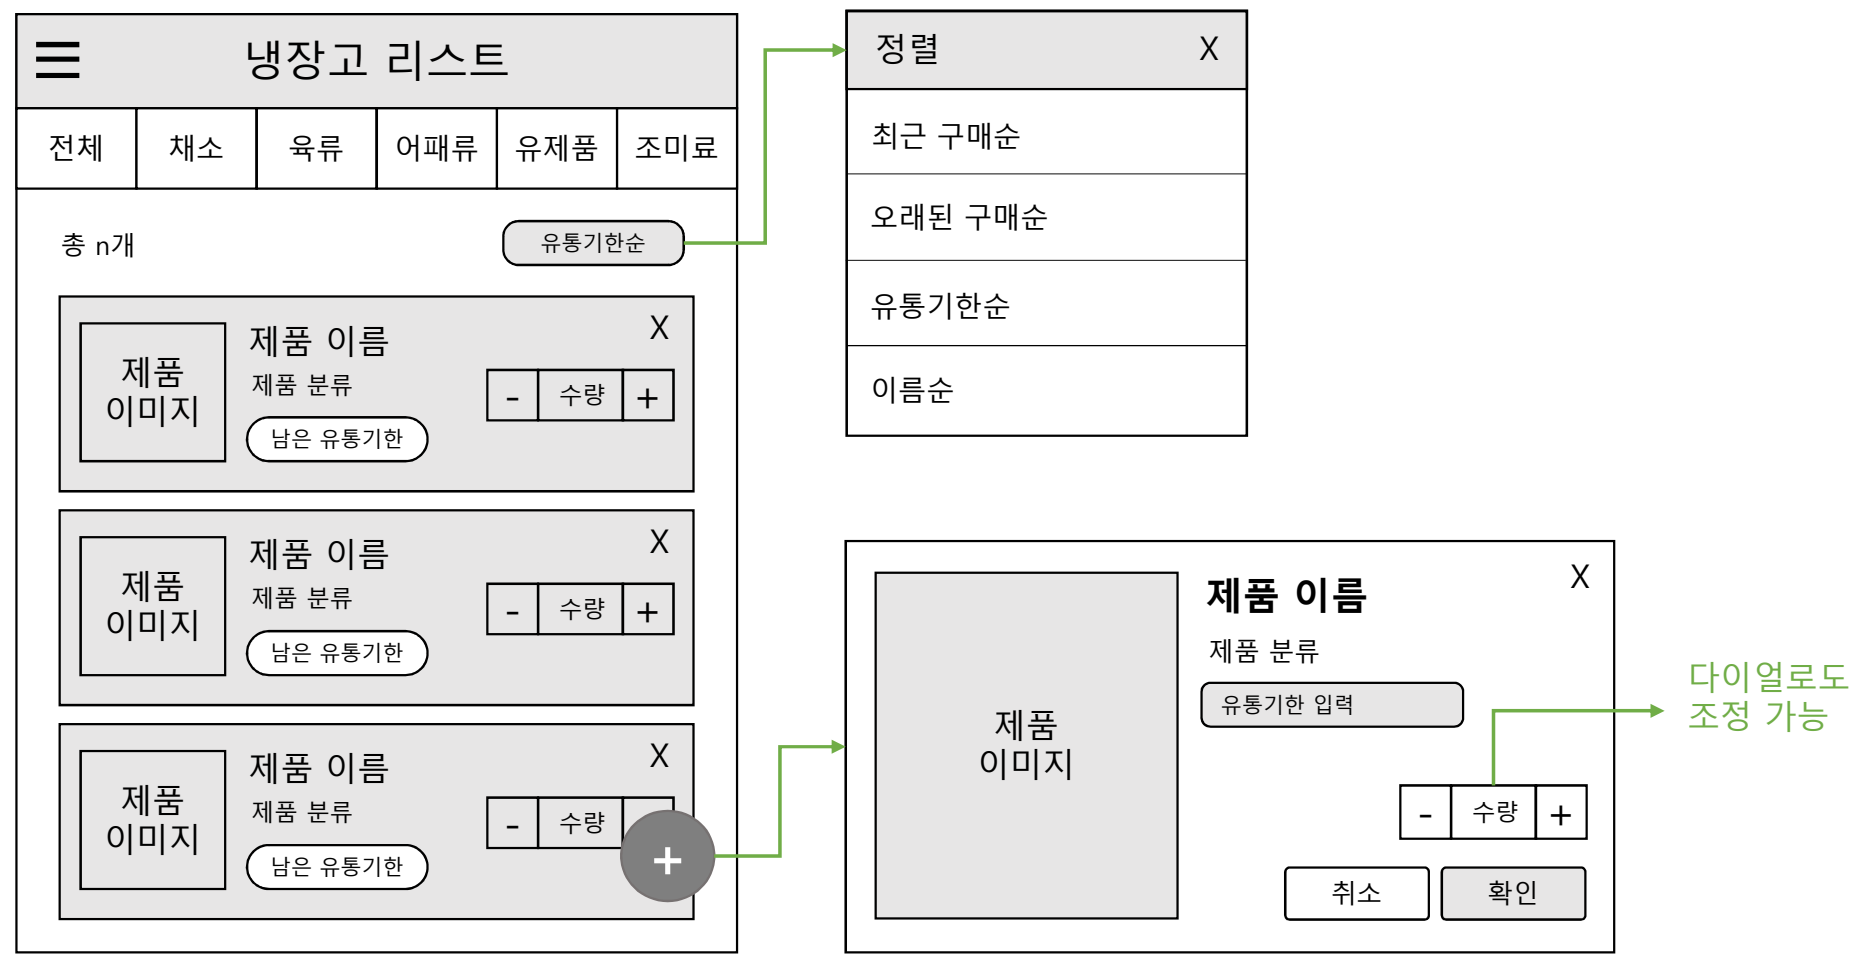 냉장고 리스트
전체 채소 육류 어패류 유제품 조미료
총 n개
유통기한순
제품
이미지
제품 이름
제품 분류
남은 유통기한
X
- 수량 +
제품
이미지
제품 이름
제품 분류
남은 유통기한
X
- 수량 +
제품
이미지
제품 이름
제품 분류
남은 유통기한
X
- 수량
+
정렬 X
최근 구매순
오래된 구매순
유통기한순
이름순
제품
이미지
제품 이름
X
제품 분류
유통기한 입력
- 수량 +
취소 확인
다이얼로도
조정 가능